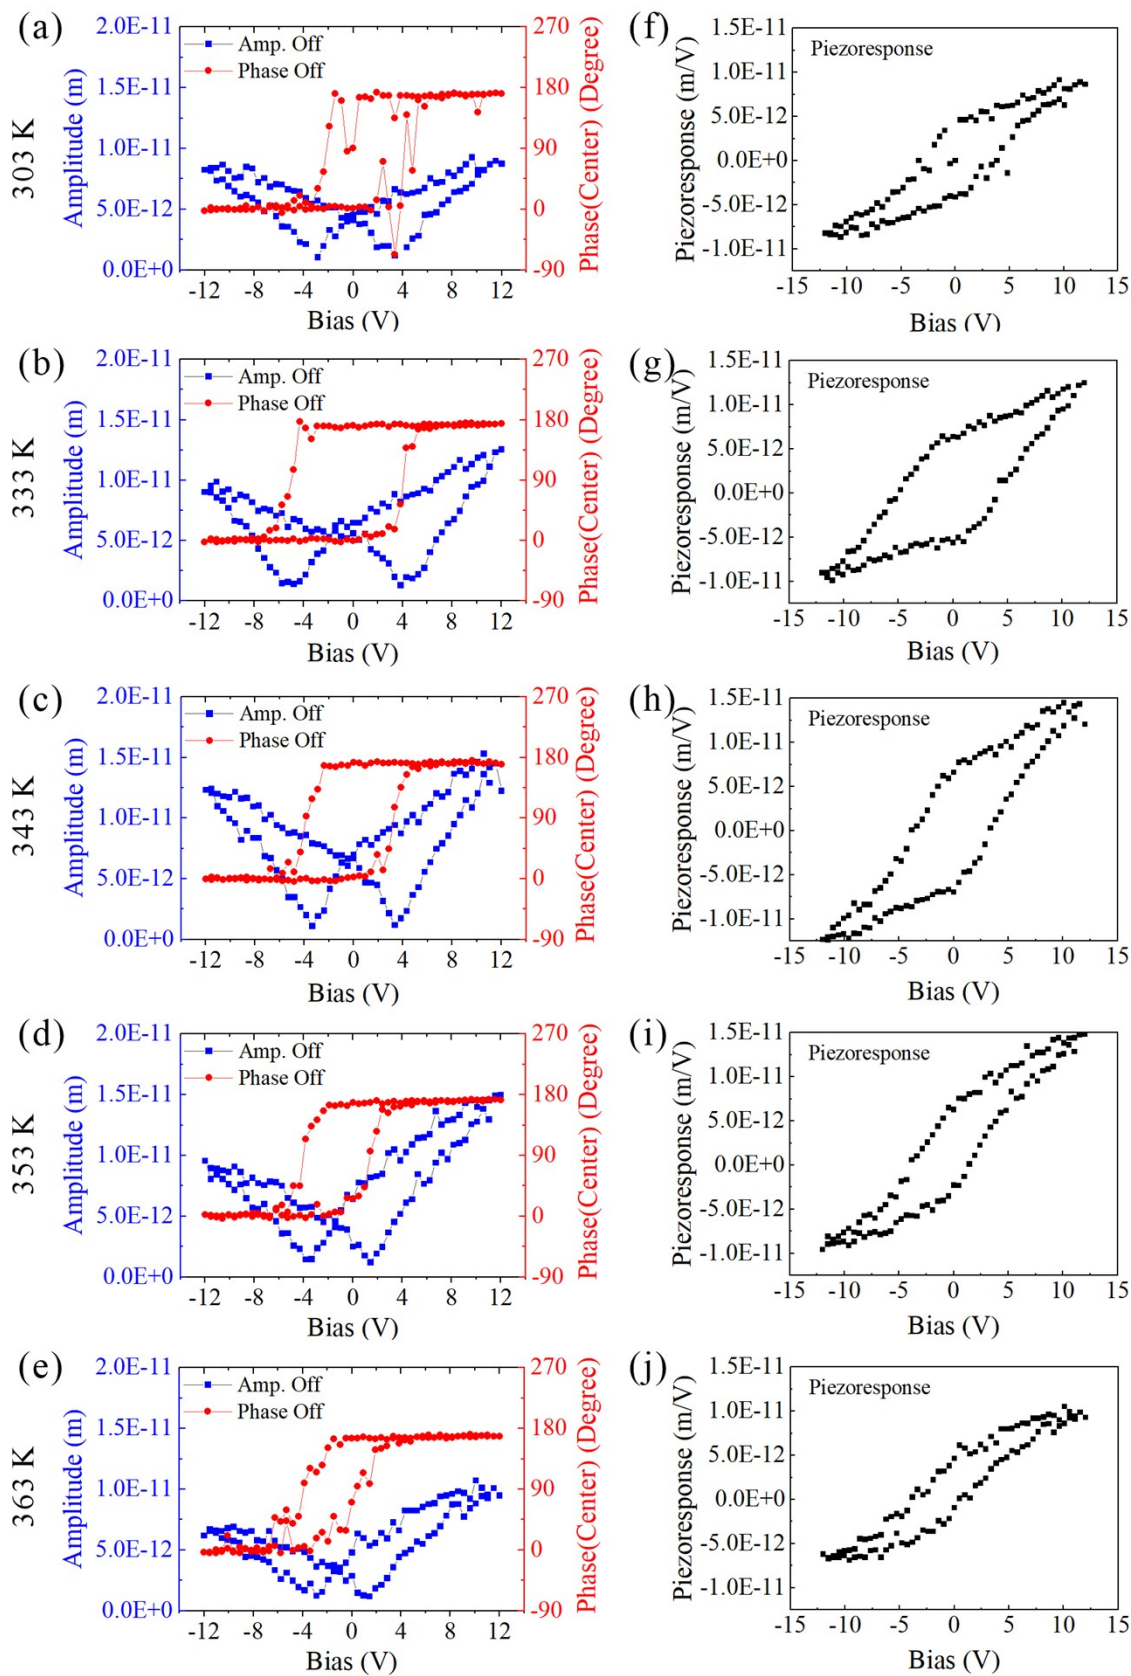 (a)
303 K
Amplitude (m)
2.0E-11
1.5E-11
1.0E-11
5.0E-12
0.0E+0
Amp. Off
Phase Off
270
180
90
0
-90
Phase(Center) (Degree)
-12 -8 -4 0 4 8 12
Bias (V)
(f)
Piezoresponse (m/V)
1.5E-11
1.0E-11
5.0E-12
0.0E+0
-5.0E-12
-1.0E-11
Piezoresponse
-15 -10 -5 0 5 10 15
Bias (V)
(b)
333 K
Amplitude (m)
2.0E-11
1.5E-11
1.0E-11
5.0E-12
0.0E+0
Amp. Off
Phase Off
270
180
90
0
-90
Phase(Center) (Degree)
-12 -8 -4 0 4 8 12
Bias (V)
(g)
Piezoresponse (m/V)
1.5E-11
1.0E-11
5.0E-12
0.0E+0
-5.0E-12
-1.0E-11
Piezoresponse
-15 -10 -5 0 5 10 15
Bias (V)
(c)
343 K
Amplitude (m)
2.0E-11
1.5E-11
1.0E-11
5.0E-12
0.0E+0
Amp. Off
Phase Off
270
180
90
0
-90
Phase(Center) (Degree)
-12 -8 -4 0 4 8 12
Bias (V)
(h)
Piezoresponse (m/V)
1.5E-11
1.0E-11
5.0E-12
0.0E+0
-5.0E-12
-1.0E-11
Piezoresponse
-15 -10 -5 0 5 10 15
Bias (V)
(d)
353 K
Amplitude (m)
2.0E-11
1.5E-11
1.0E-11
5.0E-12
0.0E+0
Amp. Off
Phase Off
270
180
90
0
-90
Phase(Center) (Degree)
-12 -8 -4 0 4 8 12
Bias (V)
(i)
Piezoresponse (m/V)
1.5E-11
1.0E-11
5.0E-12
0.0E+0
-5.0E-12
-1.0E-11
Piezoresponse
-15 -10 -5 0 5 10 15
Bias (V)
(e)
363 K
Amplitude (m)
2.0E-11
1.5E-11
1.0E-11
5.0E-12
0.0E+0
Amp. Off
Phase Off
270
180
90
0
-90
Phase(Center) (Degree
-12 -8 -4 0 4 8 12
Bias (V)
(j)
Piezoresponse (m/V)
1.5E-11
1.0E-11
5.0E-12
0.0E+0
-5.0E-12
-1.0E-11
Piezoresponse
-15 -10 -5 0 5 10 15
Bias (V)